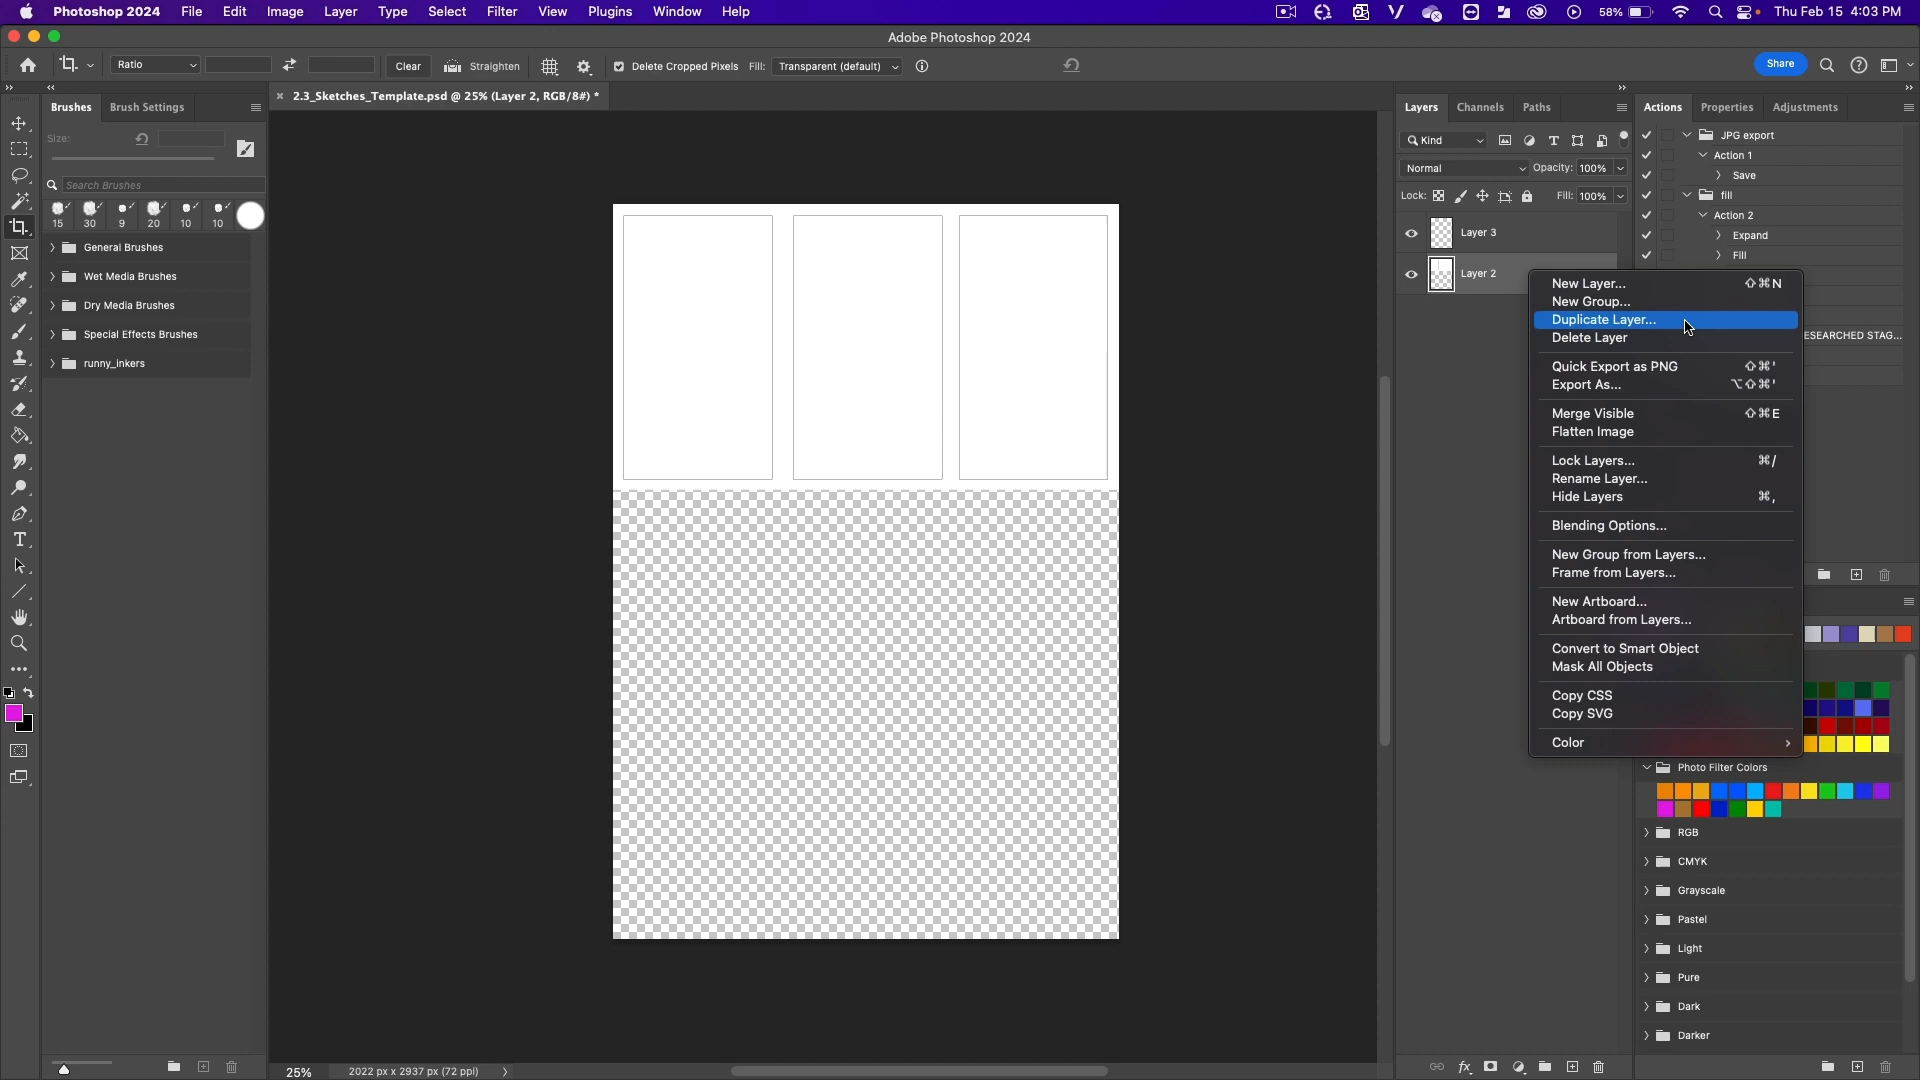 Photoshop 2024 File Edit Image Layer Type Select Filter View Plugins Window Help 58% Thu Feb 15 4:03 PM
Adobe Photoshop 2024
Ratio Clear Straighten Delete Cropped Pixels Fill: Transparent (default) Share
Brushes Brush Settings
Size:
Search Brushes
15 30 9 20 10 10
General Brushes
Wet Media Brushes
Dry Media Brushes
Special Effects Brushes
runny_inkers
2.3_Sketches_Template.psd @ 25% (Layer 2, RGB/8#) *
25% 2022 px x 2937 px (72 ppi)
Layers Channels Paths
Kind
Normal Opacity: 100%
Lock: Fill: 100%
Layer 3
Layer 2
New Layer... ⇧⌘N
New Group...
Duplicate Layer...
Delete Layer
Quick Export as PNG ⇧⌘'
Export As... ⌥⇧⌘'
Merge Visible ⇧⌘E
Flatten Image
Lock Layers... ⌘/
Rename Layer...
Hide Layers ⌘,
Blending Options...
New Group from Layers...
Frame from Layers...
New Artboard...
Artboard from Layers...
Convert to Smart Object
Mask All Objects
Copy CSS
Copy SVG
Color
Actions Properties Adjustments
JPG export
Action 1
Save
fill
Action 2
Expand
Fill
ESEARCHED STAG...
Photo Filter Colors
RGB
CMYK
Grayscale
Pastel
Light
Pure
Dark
Darker